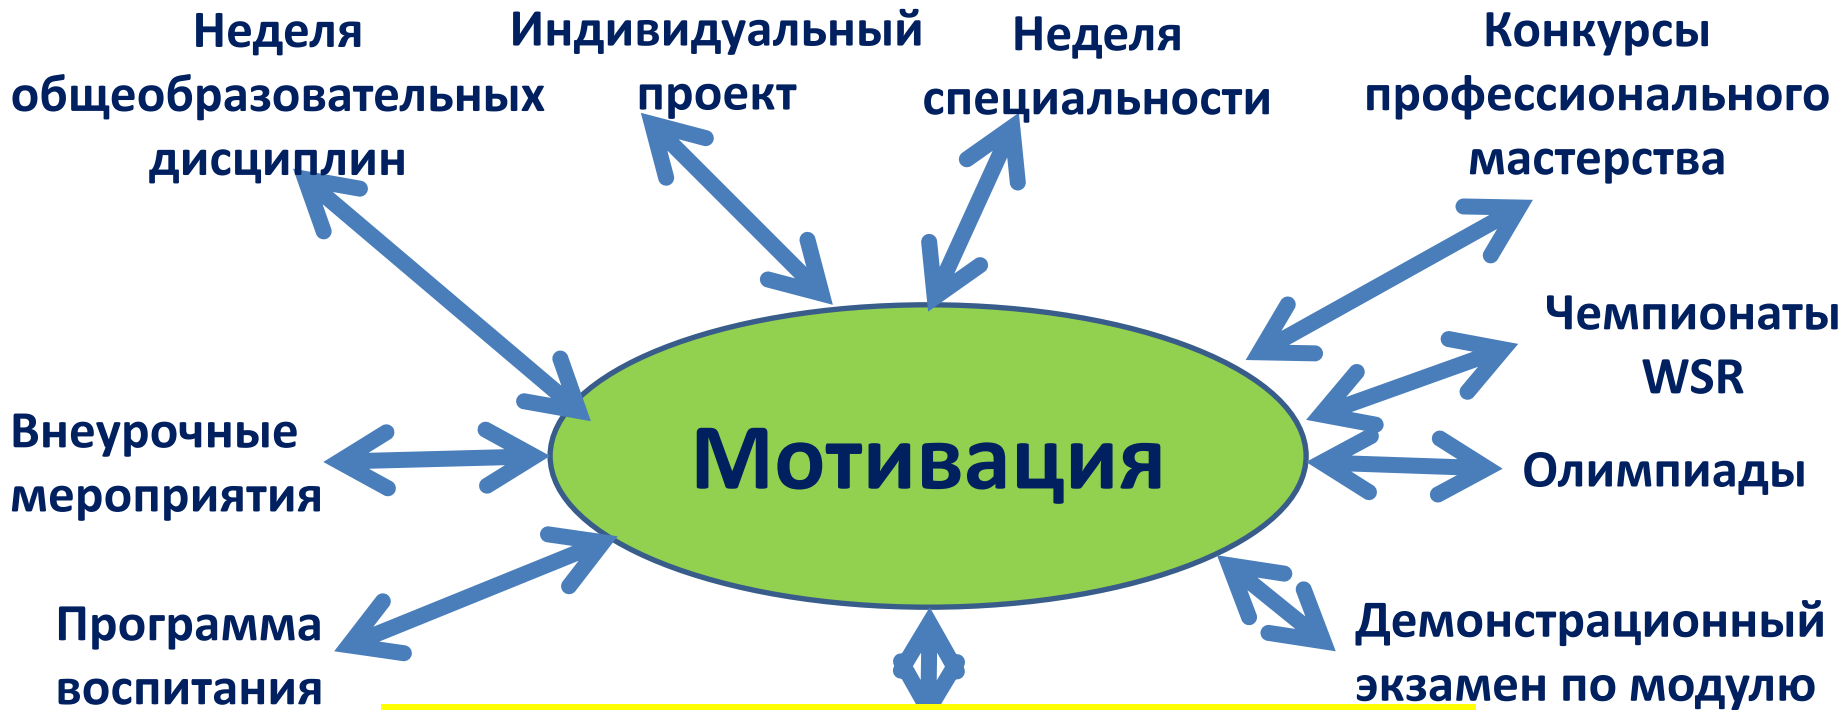 Неделя
общеобразовательных
дисциплин
Индивидуальный
проект
Неделя
специальности
Конкурсы
профессионального
мастерства
Чемпионаты
WSR
Олимпиады
Демонстрационный
экзамен по модулю
Мотивация
Внеурочные
мероприятия
Программа
воспитания